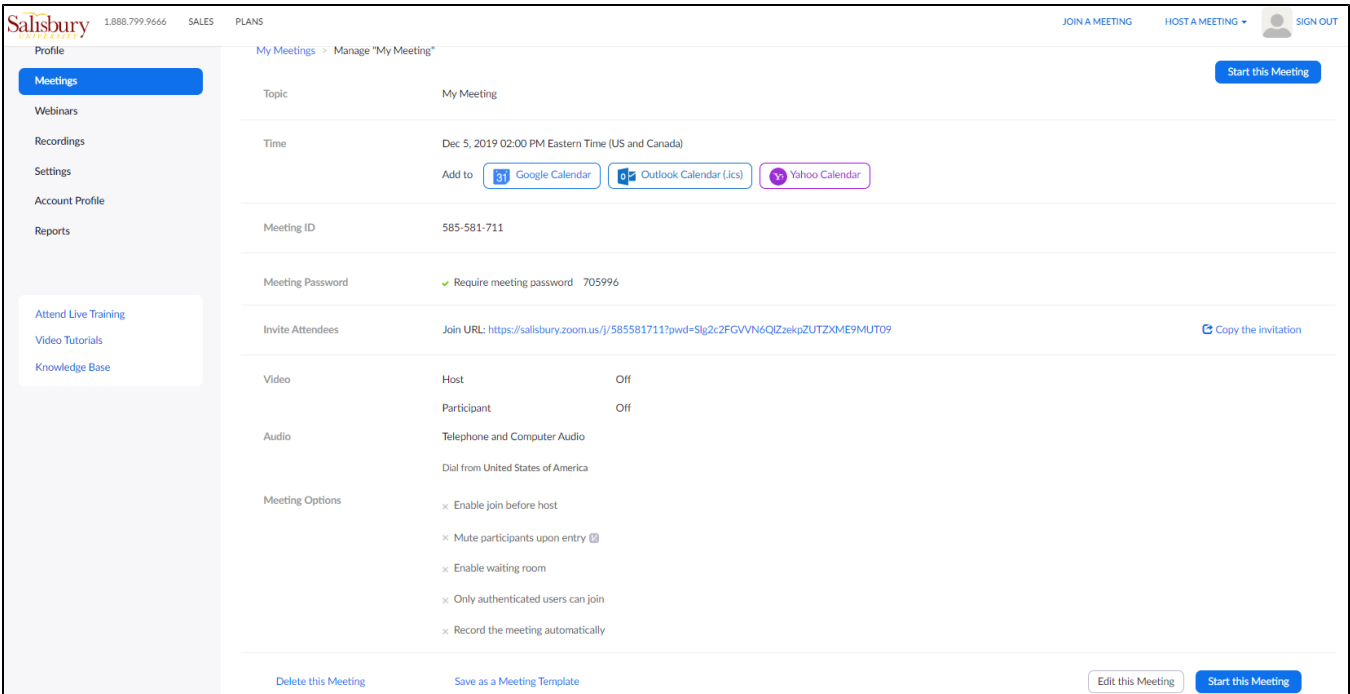 Salisbury 1.888.799.9666 SALES PLANS JOIN A MEETING HOST A MEETING SIGN OUT
UNIVERSITY
Profile
Meetings
Webinars
Recordings
Settings
Account Profile
Reports
Attend Live Training
Video Tutorials
Knowledge Base
My Meetings > Manage "My Meeting"
Start this Meeting
Topic My Meeting
Time Dec 5, 2019 02:00 PM Eastern Time (US and Canada)
Add to 31 Google Calendar Outlook Calendar (.ics) Yahoo Calendar
Meeting ID 585-581-711
Meeting Password Require meeting password 705996
Invite Attendees Join URL: https://salisbury.zoom.us/j/585581711?pwd=Slg2c2FGVVN6QlZzekpZUTZXME9MUT09 Copy the invitation
Video Host Off
Participant Off
Audio Telephone and Computer Audio
Dial from United States of America
Meeting Options
Enable join before host
Mute participants upon entry
Enable waiting room
Only authenticated users can join
Record the meeting automatically
Delete this Meeting Save as a Meeting Template Edit this Meeting Start this Meeting